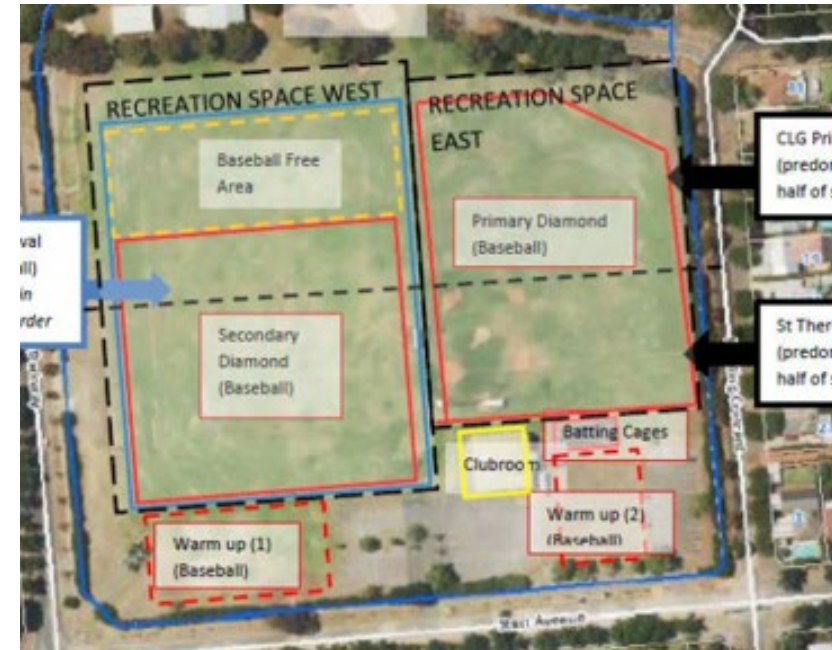 RECREATION SPACE WEST
RECREATION SPACE
EAST
Baseball Free
Area
Primary Diamond
(Baseball)
Secondary
Diamond
(Baseball)
CLG Pri
(predor
half of s
St Ther
(predor
half of s
val
all)
in
rder
Batting Cages
Clubroom
Warm up (1)
(Baseball)
Warm up (2)
(Baseball)
Avenue